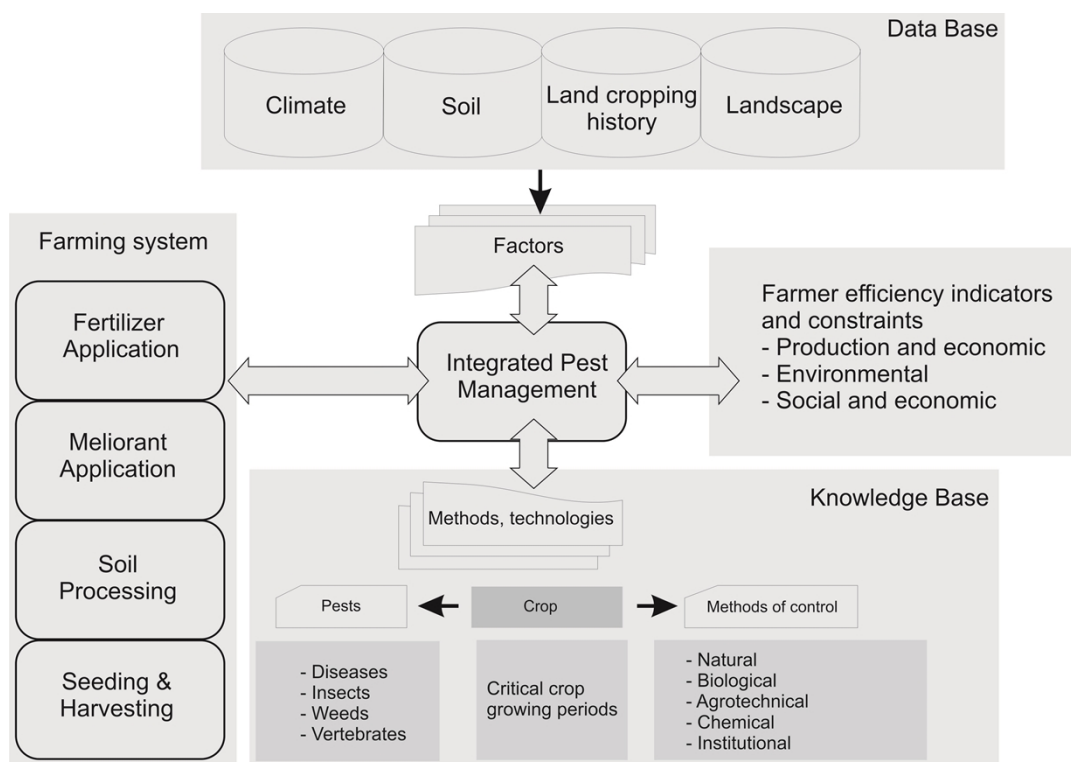 Data Base
Climate
Soil
Land cropping
history
Landscape
Factors
Farming system
Fertilizer
Application
Meliorant
Application
Soil
Processing
Seeding &
Harvesting
Integrated Pest
Management
Farmer efficiency indicators
and constraints
- Production and economic
- Environmental
- Social and economic
Knowledge Base
Methods, technologies
Pests
Crop
Methods of control
- Diseases
- Insects
- Weeds
- Vertebrates
Critical crop
growing periods
- Natural
- Biological
- Agrotechnical
- Chemical
- Institutional